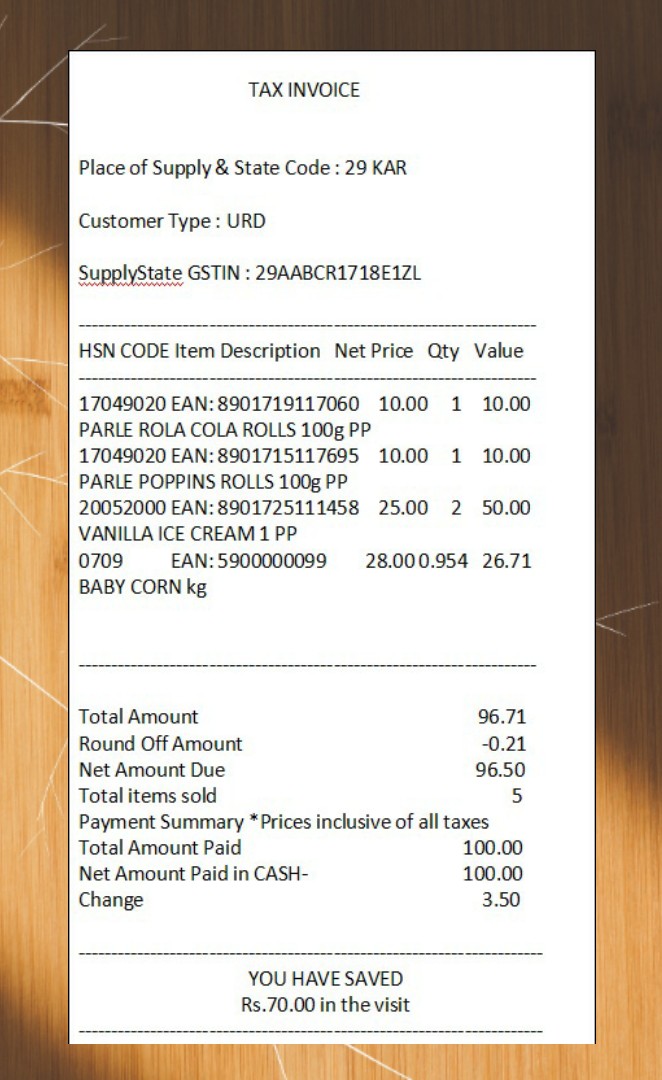 TAX INVOICE
Place of Supply & State Code : 29 KAR
Customer Type : URD
SupplyState GSTIN : 29AABCR1718E1ZL
--------------------------------------------------------------------------------
HSN CODE Item Description Net Price Qty Value
--------------------------------------------------------------------------------
17049020 EAN: 8901719117060 10.00 1 10.00
PARLE ROLA COLA ROLLS 100g PP
17049020 EAN: 8901715117695 10.00 1 10.00
PARLE POPPINS ROLLS 100g PP
20052000 EAN: 8901725111458 25.00 2 50.00
VANILLA ICE CREAM 1 PP
0709 EAN: 5900000099 28.00 0.954 26.71
BABY CORN kg
--------------------------------------------------------------------------------
Total Amount 96.71
Round Off Amount -0.21
Net Amount Due 96.50
Total items sold 5
Payment Summary *Prices inclusive of all taxes
Total Amount Paid 100.00
Net Amount Paid in CASH- 100.00
Change 3.50
--------------------------------------------------------------------------------
YOU HAVE SAVED
Rs.70.00 in the visit
--------------------------------------------------------------------------------